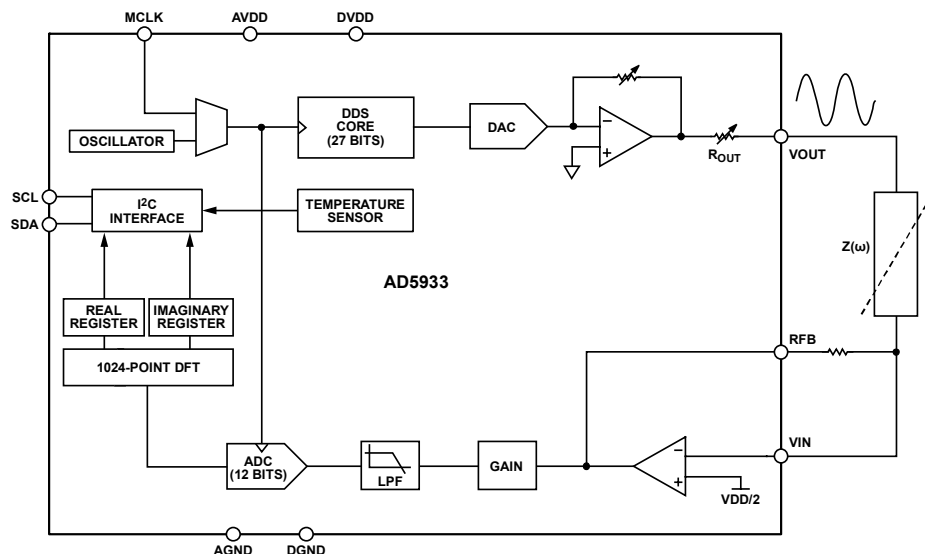 MCLK
AVDD
DVDD
OSCILLATOR
DDS
CORE
(27 BITS)
DAC
ROUT
VOUT
SCL
SDA
I2C
INTERFACE
TEMPERATURE
SENSOR
Z(ω)
AD5933
REAL
REGISTER
IMAGINARY
REGISTER
1024-POINT DFT
RFB
ADC
(12 BITS)
LPF
GAIN
VIN
VDD/2
AGND
DGND